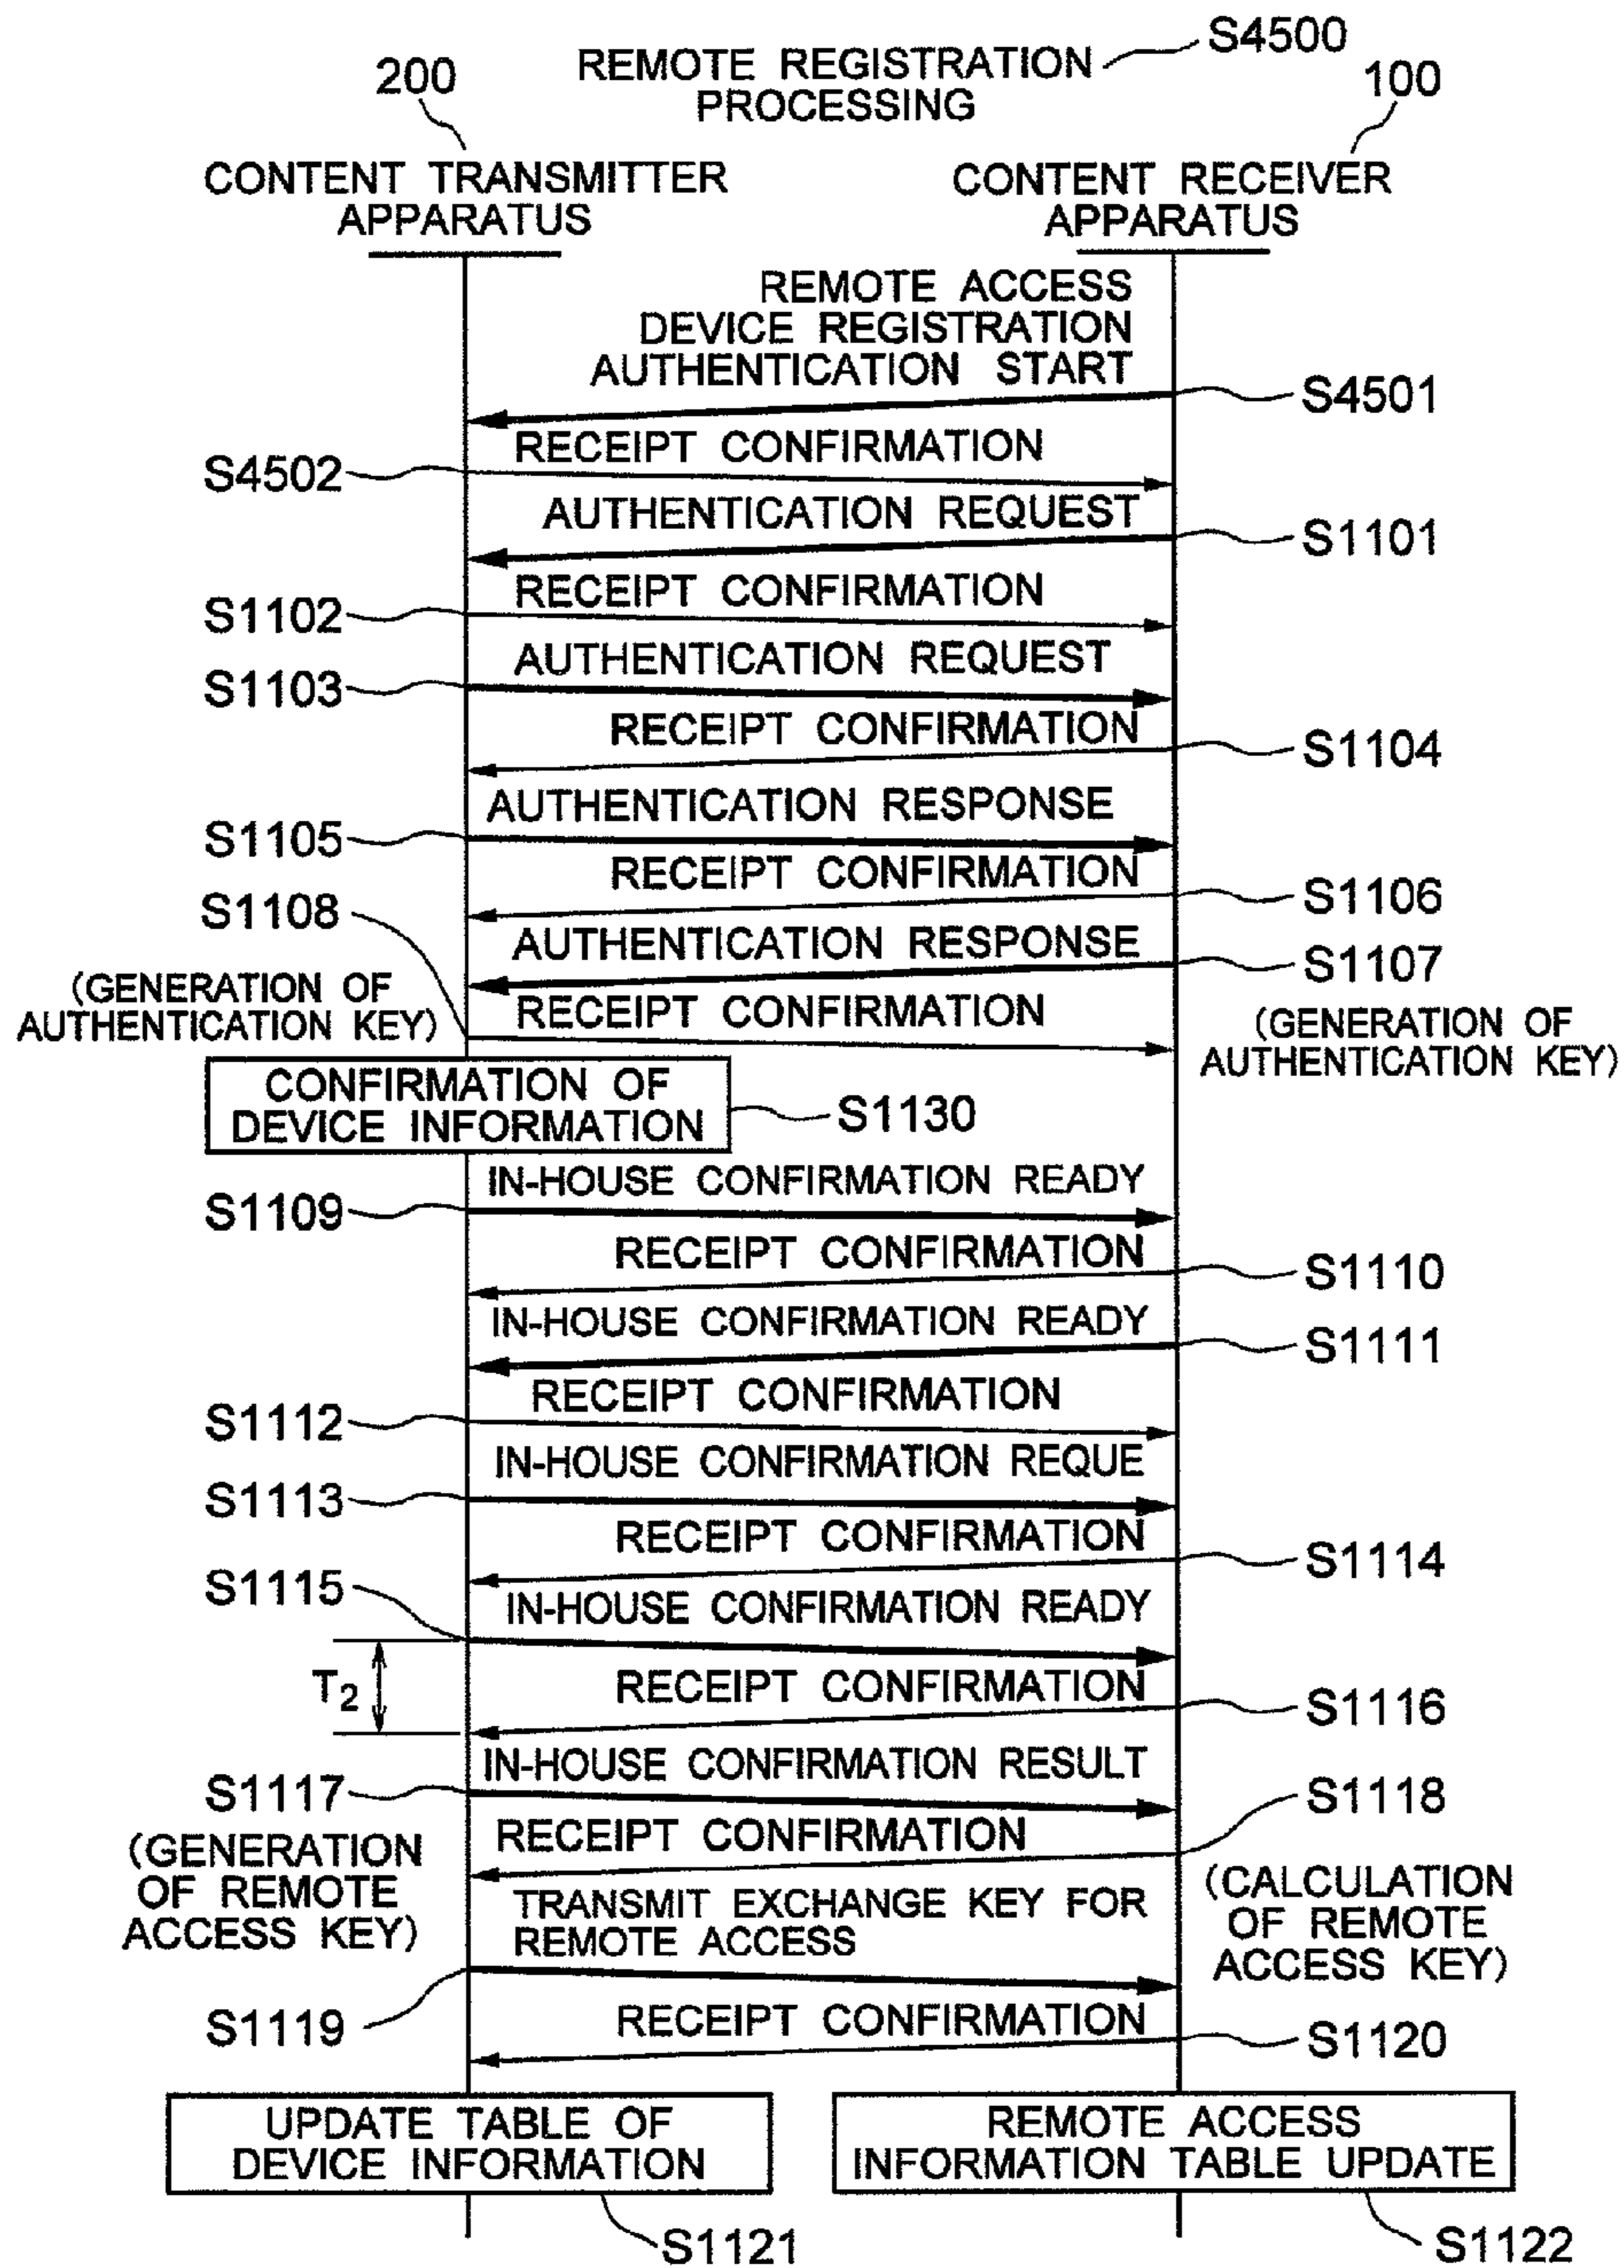 S4500
REMOTE REGISTRATION
PROCESSING
200
100
CONTENT TRANSMITTER
APPARATUS
CONTENT RECEIVER
APPARATUS
REMOTE ACCESS
DEVICE REGISTRATION
AUTHENTICATION START
S4501
RECEIPT CONFIRMATION
S4502
AUTHENTICATION REQUEST
S1101
RECEIPT CONFIRMATION
S1102
AUTHENTICATION REQUEST
S1103
RECEIPT CONFIRMATION
S1104
AUTHENTICATION RESPONSE
S1105
RECEIPT CONFIRMATION
S1106
S1108
AUTHENTICATION RESPONSE
S1107
(GENERATION OF
AUTHENTICATION KEY)
RECEIPT CONFIRMATION
(GENERATION OF
AUTHENTICATION KEY)
CONFIRMATION OF
DEVICE INFORMATION
S1130
IN-HOUSE CONFIRMATION READY
S1109
RECEIPT CONFIRMATION
S1110
IN-HOUSE CONFIRMATION READY
S1111
RECEIPT CONFIRMATION
S1112
IN-HOUSE CONFIRMATION REQUE
S1113
RECEIPT CONFIRMATION
S1114
S1115
IN-HOUSE CONFIRMATION READY
T2
RECEIPT CONFIRMATION
S1116
IN-HOUSE CONFIRMATION RESULT
S1117
S1118
(GENERATION
OF REMOTE
ACCESS KEY)
RECEIPT CONFIRMATION
TRANSMIT EXCHANGE KEY FOR
REMOTE ACCESS
(CALCULATION
OF REMOTE
ACCESS KEY)
S1119
RECEIPT CONFIRMATION
S1120
UPDATE TABLE OF
DEVICE INFORMATION
REMOTE ACCESS
INFORMATION TABLE UPDATE
S1121
S1122